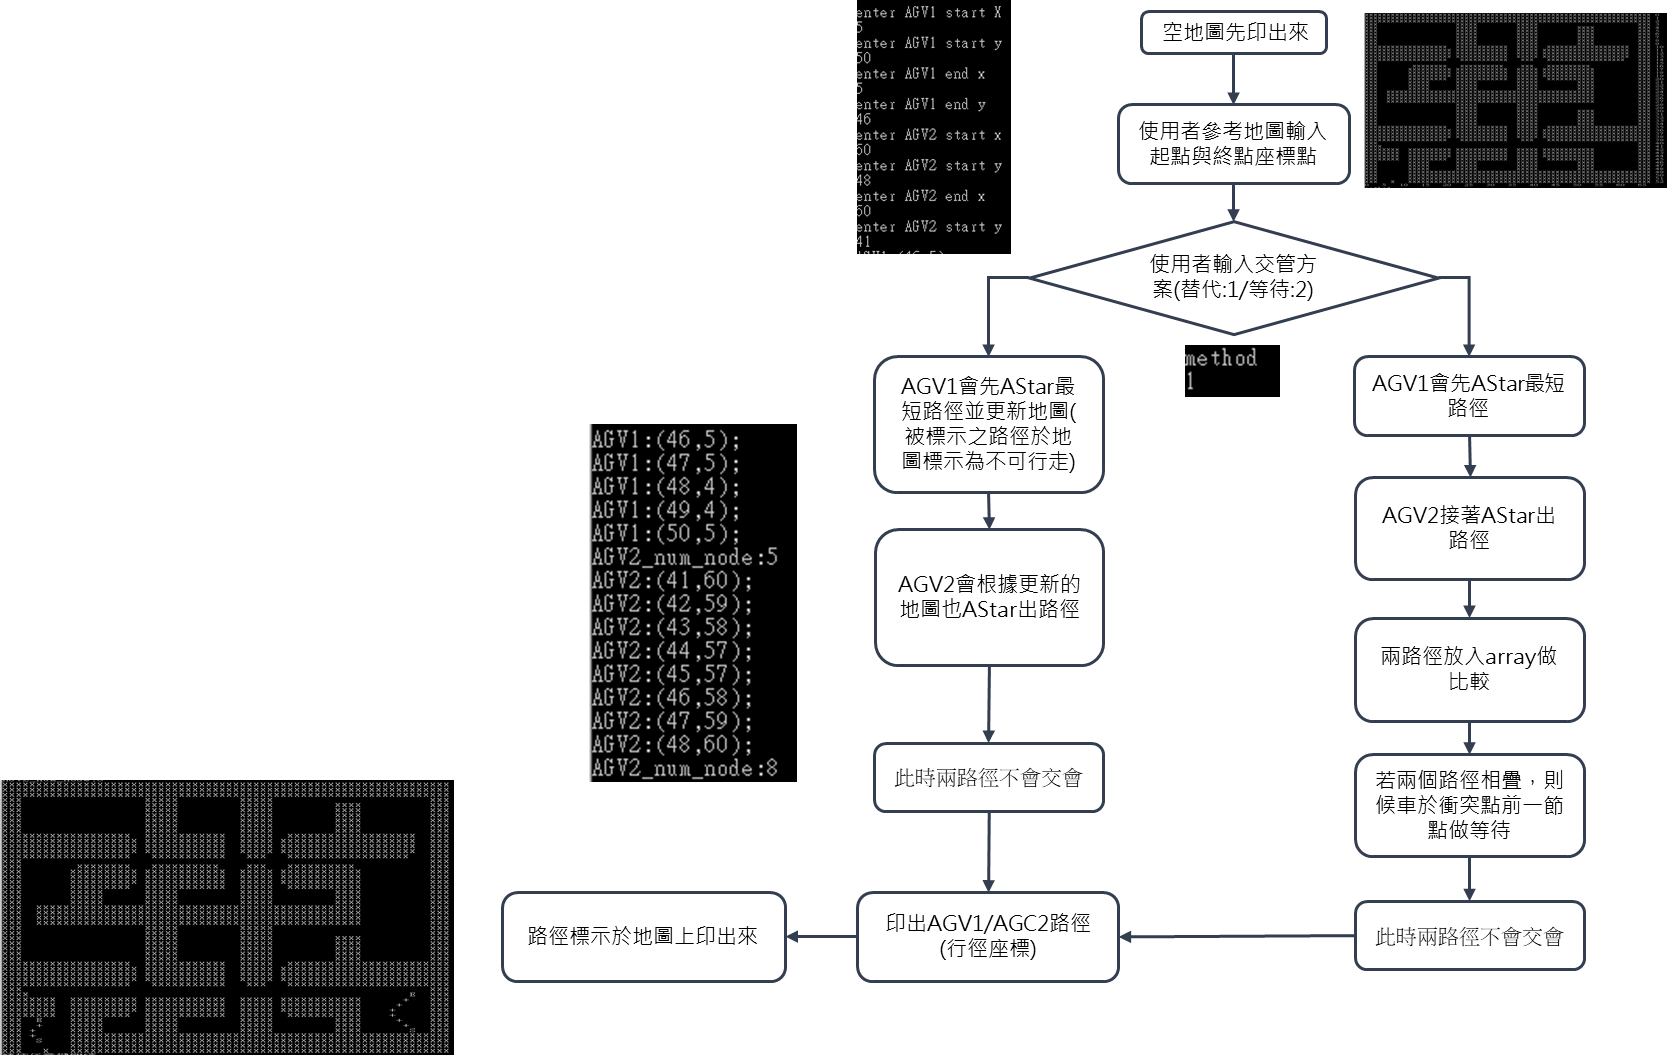 enter AGV1 start X
5
enter AGV1 start y
50
enter AGV1 end x
5
enter AGV1 end y
46
enter AGV2 start x
60
enter AGV2 start y
48
enter AGV2 end x
60
enter AGV2 start y
41
空地圖先印出來
使用者參考地圖輸入
起點與終點座標點
使用者輸入交管方
案(替代:1/等待:2)
method
1
AGV1會先AStar最
短路徑並更新地圖(
被標示之路徑於地
圖標示為不可行走)
AGV1會先AStar最短
路徑
AGV1:(46,5);
AGV1:(47,5);
AGV1:(48,4);
AGV1:(49,4);
AGV1:(50,5);
AGV2_num_node:5
AGV2:(41,60);
AGV2:(42,59);
AGV2:(43,58);
AGV2:(44,57);
AGV2:(45,57);
AGV2:(46,58);
AGV2:(47,59);
AGV2:(48,60);
AGV2_num_node:8
AGV2會根據更新的
地圖也AStar出路徑
AGV2接著AStar出
路徑
兩路徑放入array做
比較
此時兩路徑不會交會
若兩個路徑相疊，則
候車於衝突點前一節
點做等待
路徑標示於地圖上印出來
印出AGV1/AGC2路徑
(行徑座標)
此時兩路徑不會交會